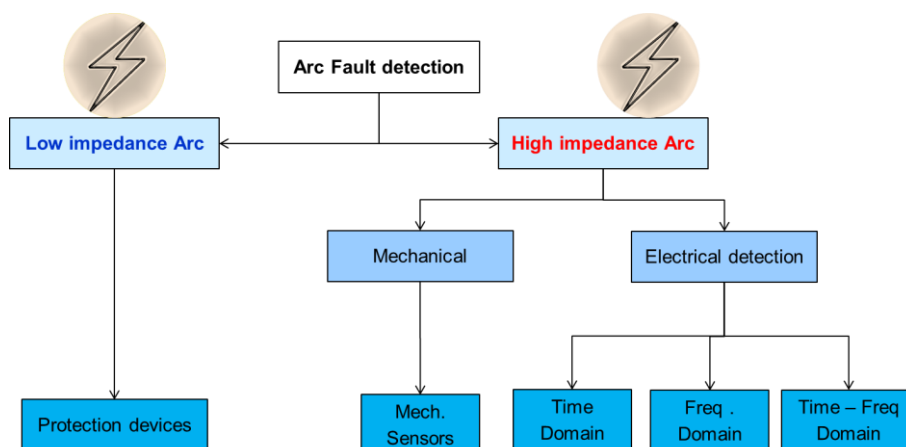 Arc Fault detection
Low impedance Arc
High impedance Arc
Mechanical
Electrical detection
Protection devices
Mech.
Sensors
Time
Domain
Freq .
Domain
Time – Freq
Domain